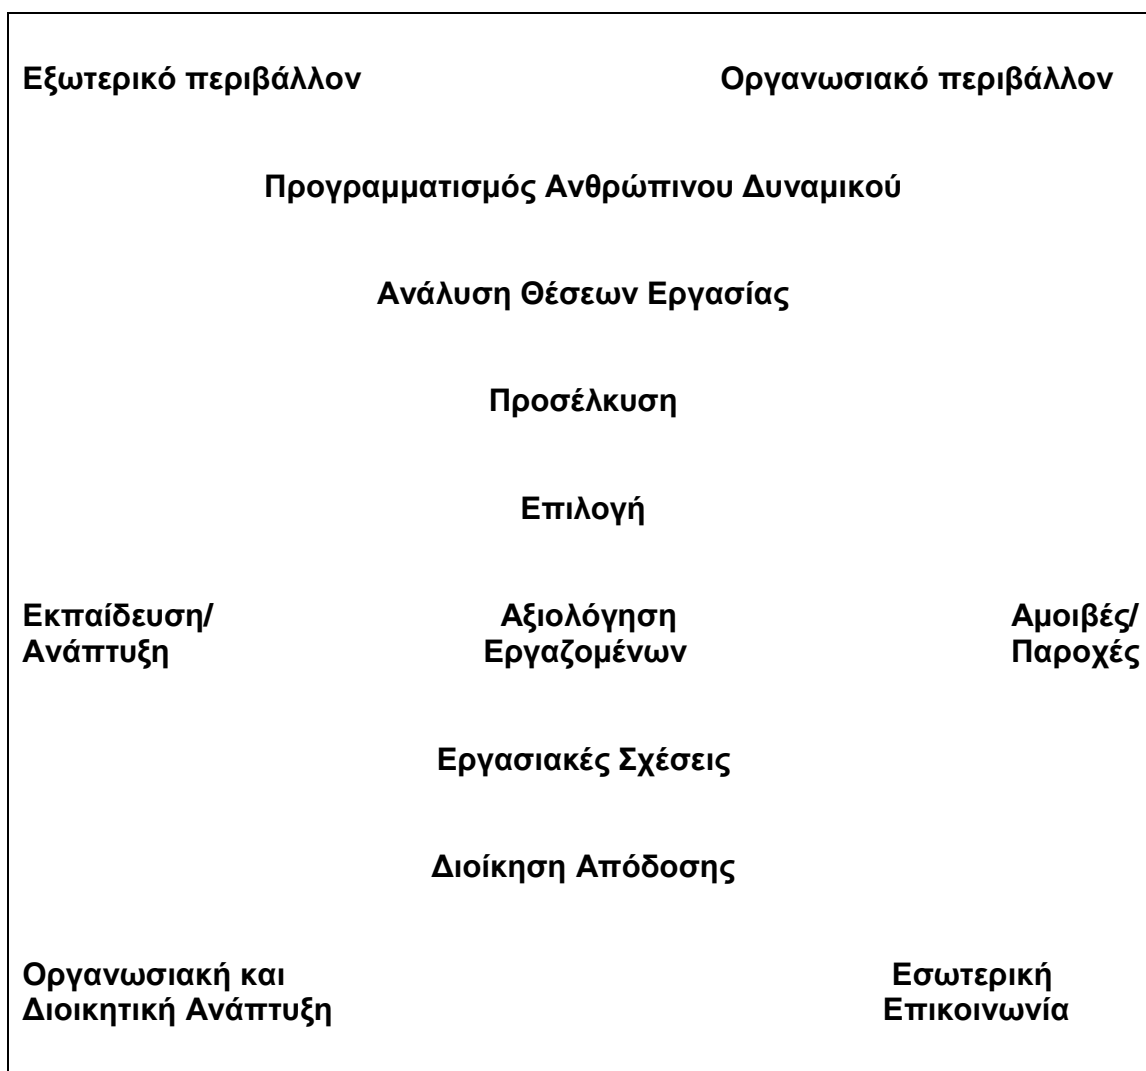 Εξωτερικό περιβάλλον Οργανωσιακό περιβάλλον
Προγραμματισμός Ανθρώπινου Δυναμικού
Ανάλυση Θέσεων Εργασίας
Προσέλκυση
Επιλογή
Εκπαίδευση/ Αξιολόγηση Αμοιβές/
Ανάπτυξη Εργαζομένων Παροχές
Εργασιακές Σχέσεις
Διοίκηση Απόδοσης
Οργανωσιακή και Εσωτερική
Διοικητική Ανάπτυξη Επικοινωνία